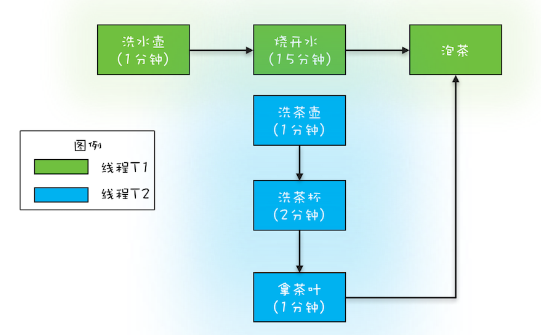 洗水壶
(1分钟)
烧开水
(15分钟)
泡茶
洗茶壶
(1分钟)
图例
线程T1
线程T2
洗茶杯
(2分钟)
拿茶叶
(1分钟)